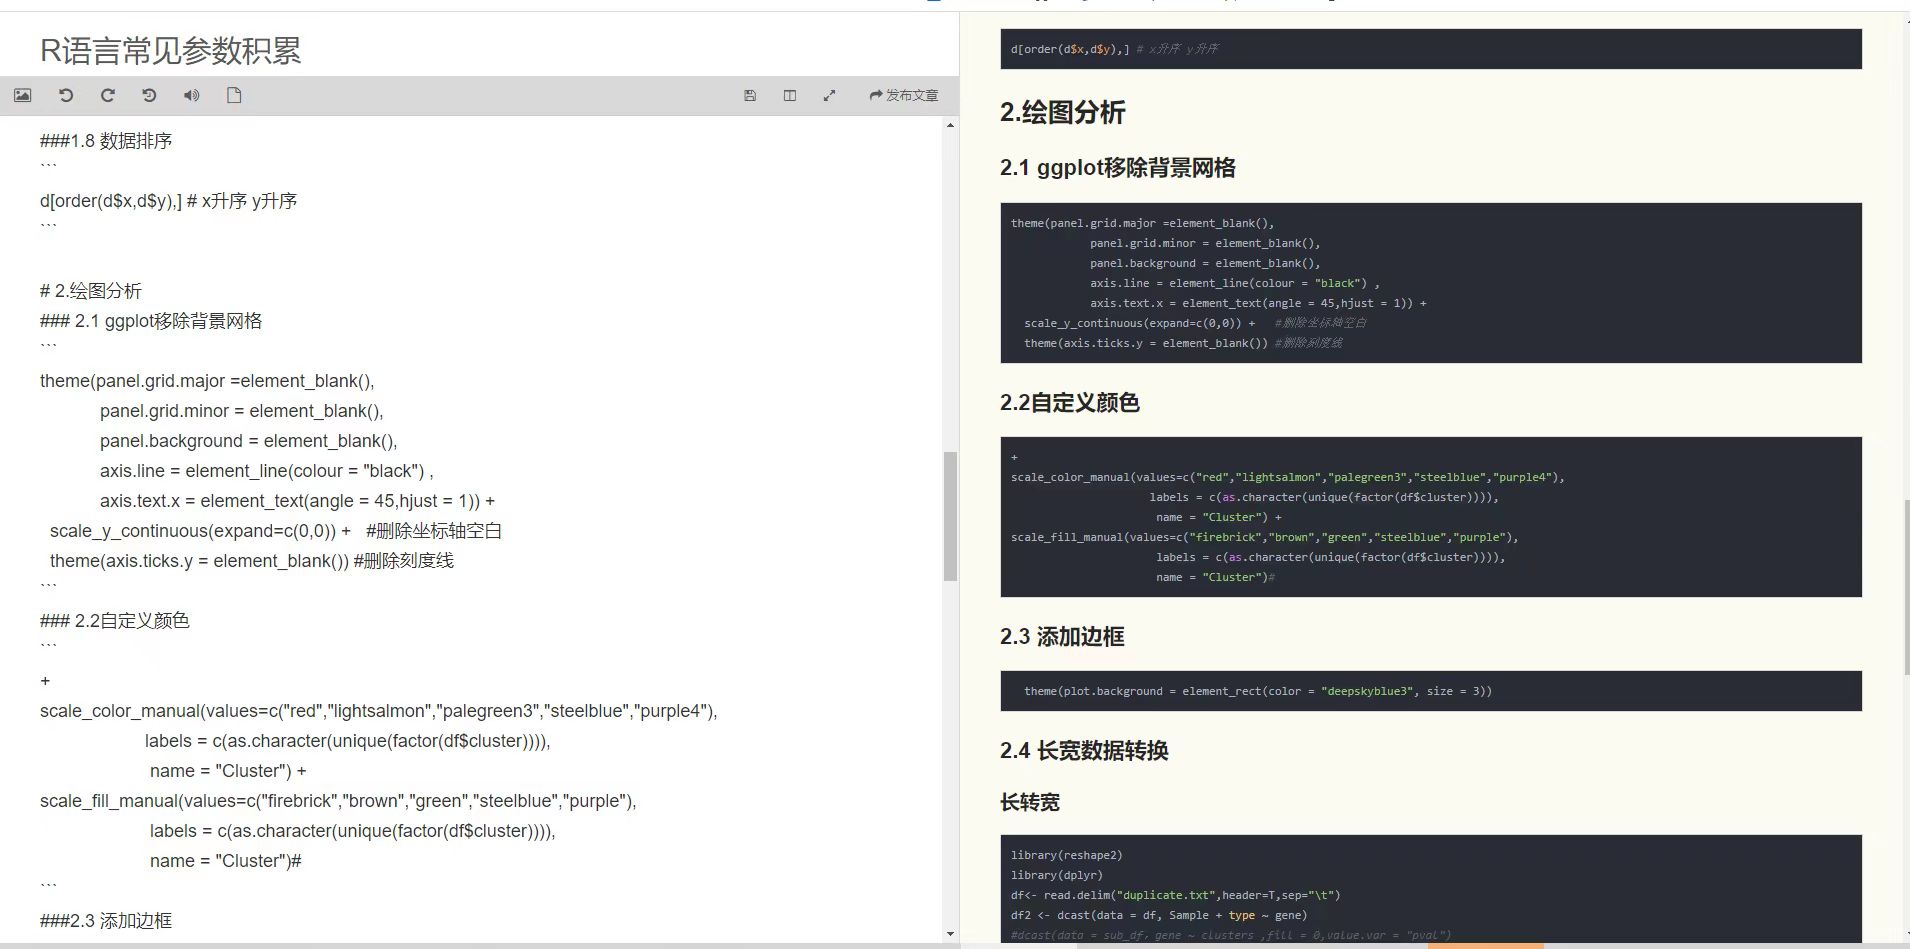 R语言常见参数积累
发布文章
###1.8 数据排序
```
d[order(d$x,d$y),] # x升序 y升序
```
# 2.绘图分析
### 2.1 ggplot移除背景网格
```
theme(panel.grid.major =element_blank(),
panel.grid.minor = element_blank(),
panel.background = element_blank(),
axis.line = element_line(colour = "black") ,
axis.text.x = element_text(angle = 45,hjust = 1)) +
scale_y_continuous(expand=c(0,0)) +   #删除坐标轴空白
theme(axis.ticks.y = element_blank()) #删除刻度线
```
### 2.2自定义颜色
```
+
scale_color_manual(values=c("red","lightsalmon","palegreen3","steelblue","purple4"),
labels = c(as.character(unique(factor(df$cluster)))),
name = "Cluster") +
scale_fill_manual(values=c("firebrick","brown","green","steelblue","purple"),
labels = c(as.character(unique(factor(df$cluster)))),
name = "Cluster")#
```
###2.3 添加边框
d[order(d$x,d$y),] # x升序 y升序
2.绘图分析
2.1 ggplot移除背景网格
theme(panel.grid.major =element_blank(),
panel.grid.minor = element_blank(),
panel.background = element_blank(),
axis.line = element_line(colour = "black") ,
axis.text.x = element_text(angle = 45,hjust = 1)) +
scale_y_continuous(expand=c(0,0)) +   #删除坐标轴空白
theme(axis.ticks.y = element_blank()) #删除刻度线
2.2自定义颜色
+
scale_color_manual(values=c("red","lightsalmon","palegreen3","steelblue","purple4"),
labels = c(as.character(unique(factor(df$cluster)))),
name = "Cluster") +
scale_fill_manual(values=c("firebrick","brown","green","steelblue","purple"),
labels = c(as.character(unique(factor(df$cluster)))),
name = "Cluster")#
2.3 添加边框
theme(plot.background = element_rect(color = "deepskyblue3", size = 3))
2.4 长宽数据转换
长转宽
library(reshape2)
library(dplyr)
df<- read.delim("duplicate.txt",header=T,sep="\t")
df2 <- dcast(data = df, Sample + type ~ gene)
#dcast(data = sub_df, gene ~ clusters ,fill = 0,value.var = "pval")